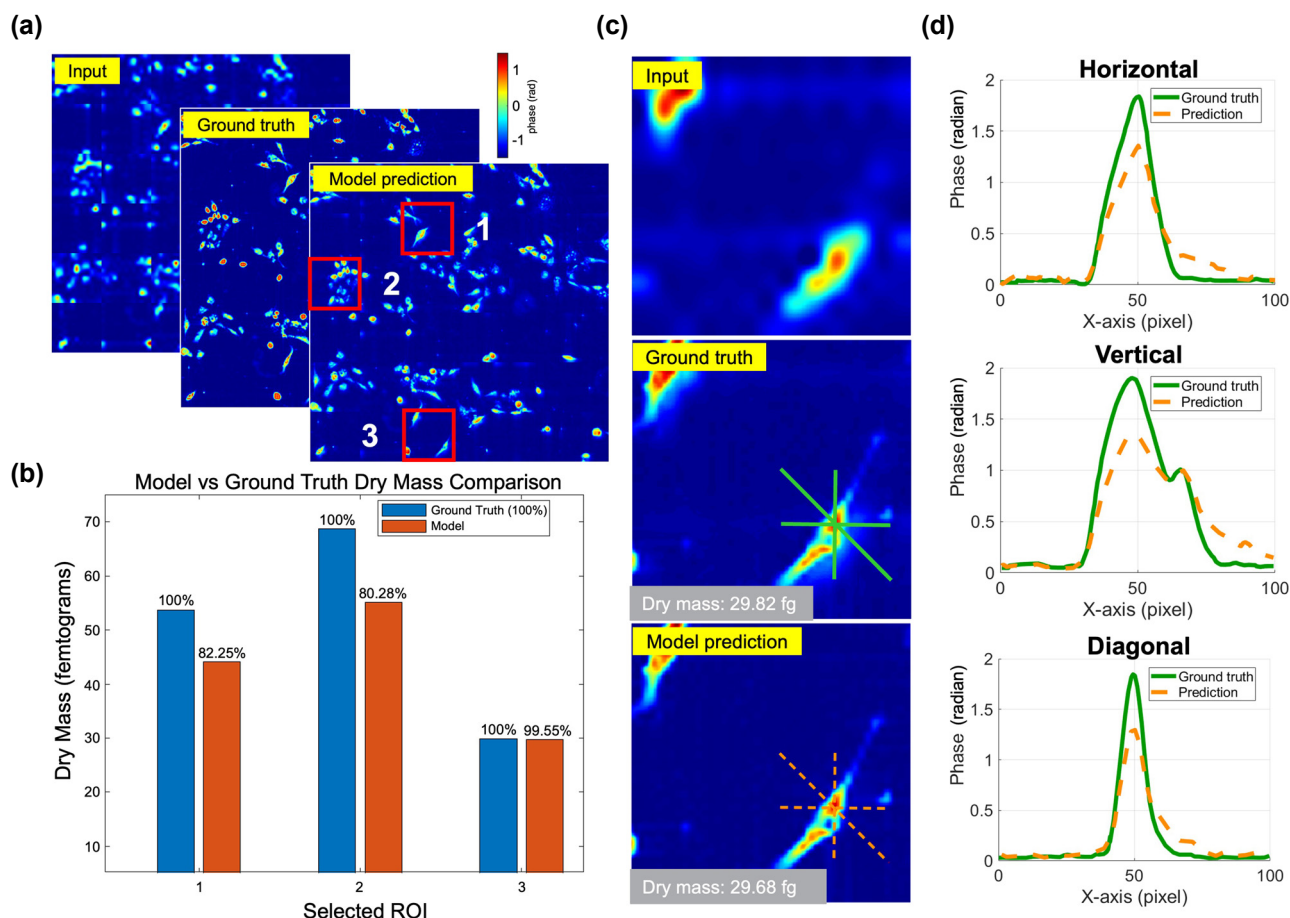 (a)
Input
Ground truth
Model prediction
1
0
-1
phase (rad)
1
2
3
(b)
Model vs Ground Truth Dry Mass Comparison
Ground Truth (100%)
Model
Dry Mass (femtograms)
70
60
50
40
30
20
10
100%
82.25%
100%
80.28%
100%
99.55%
1
2
3
Selected ROI
(c)
Input
Ground truth
Dry mass: 29.82 fg
Model prediction
Dry mass: 29.68 fg
(d)
Horizontal
Ground truth
Prediction
Phase (radian)
2
1.5
1
0.5
0
0
50
100
X-axis (pixel)
Vertical
Ground truth
Prediction
Phase (radian)
2
1.5
1
0.5
0
0
50
100
X-axis (pixel)
Diagonal
Ground truth
Prediction
Phase (radian)
2
1.5
1
0.5
0
0
50
100
X-axis (pixel)